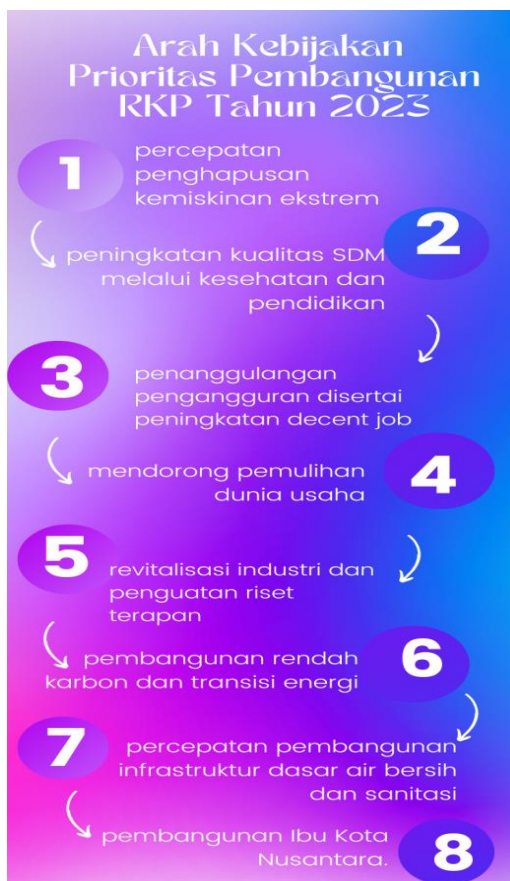 Arah Kebijakan
Prioritas Pembangunan
RKP Tahun 2023
1
percepatan
penghapusan
kemiskinan ekstrem
2
peningkatan kualitas SDM
melalui kesehatan dan
pendidikan
3
penanggulangan
pengangguran disertai
peningkatan decent job
4
mendorong pemulihan
dunia usaha
5
revitalisasi industri dan
penguatan riset
terapan
6
pembangunan rendah
karbon dan transisi energi
7
percepatan pembangunan
infrastruktur dasar air bersih
dan sanitasi
8
pembangunan Ibu Kota
Nusantara.